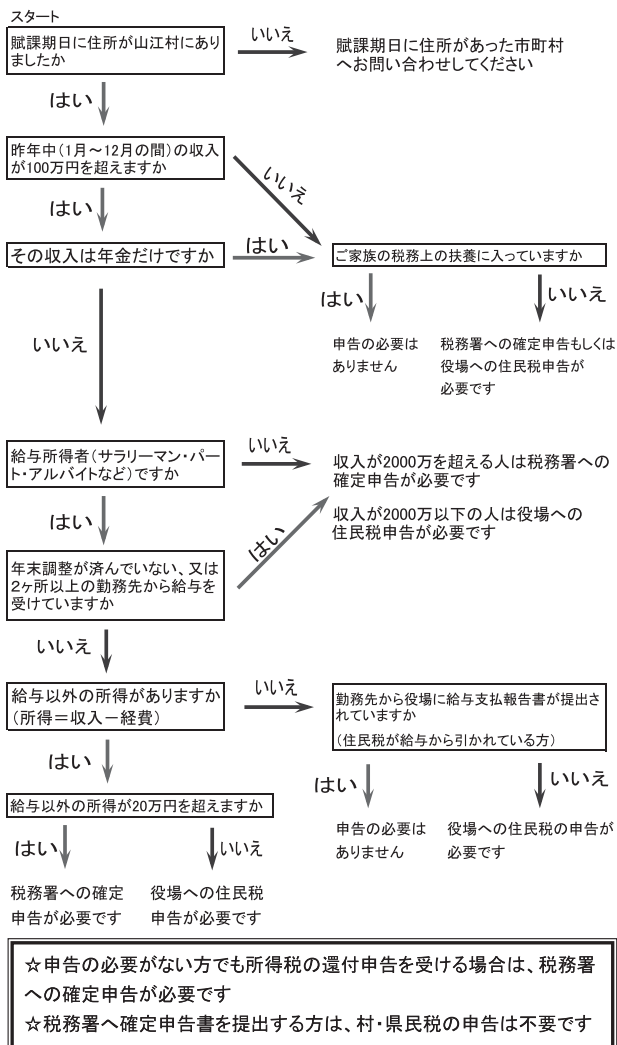 スタート
賦課期日に住所が山江村にあり
ましたか
いいえ
賦課期日に住所があった市町村
へお問い合わせしてください
はい
昨年中(1月～12月の間)の収入
が100万円を超えますか
いいえ
はい
その収入は年金だけですか
はい
ご家族の税務上の扶養に入っていますか
はい
いいえ
いいえ
申告の必要は
ありません
税務署への確定申告もしくは
役場への住民税申告が
必要です
給与所得者(サラリーマン・パー
ト・アルバイトなど)ですか
いいえ
収入が2000万を超える人は税務署への
確定申告が必要です
収入が2000万以下の人は役場への
住民税申告が必要です
はい
はい
年末調整が済んでいない、又は
２ヶ所以上の勤務先から給与を
受けていますか
いいえ
給与以外の所得がありますか
(所得＝収入－経費)
いいえ
勤務先から役場に給与支払報告書が提出さ
れていますか
(住民税が給与から引かれている方)
はい
はい
いいえ
給与以外の所得が20万円を超えますか
申告の必要は
ありません
役場への住民税の申告が
必要です
はい
いいえ
税務署への確定
申告が必要です
役場への住民税
申告が必要です
☆申告の必要がない方でも所得税の還付申告を受ける場合は、税務署
への確定申告が必要です
☆税務署へ確定申告書を提出する方は、村・県民税の申告は不要です